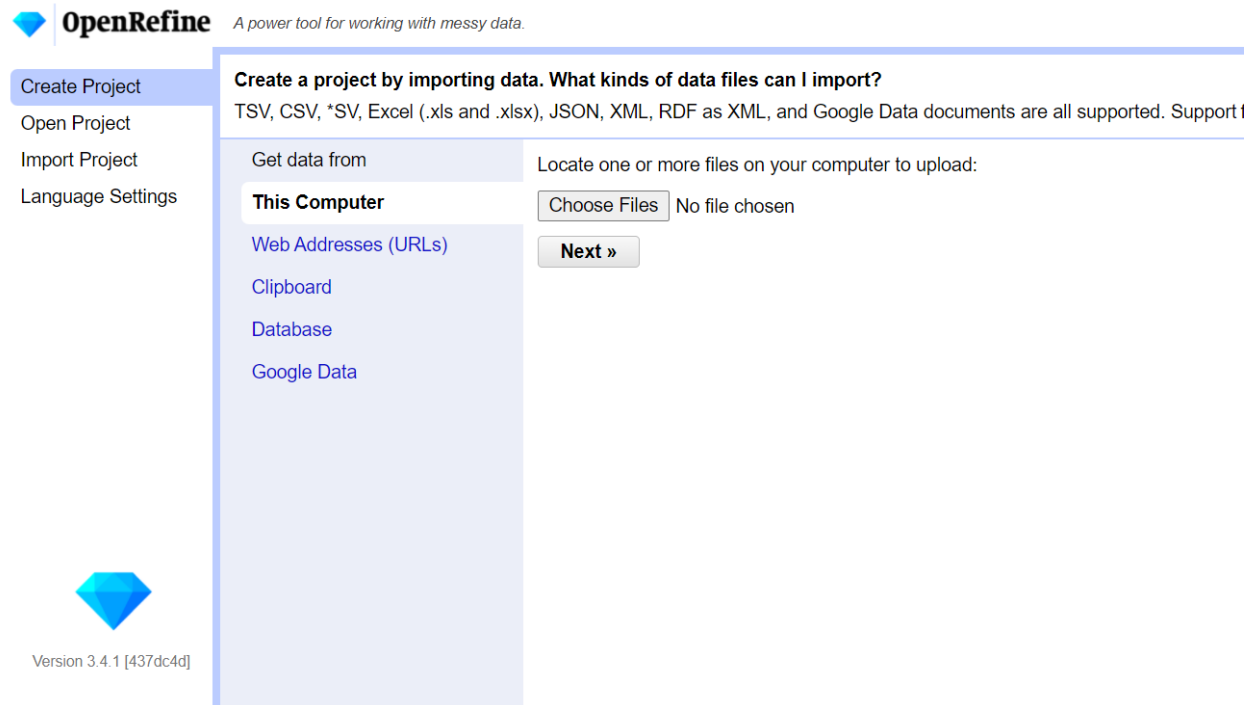 OpenRefine A power tool for working with messy data.
Create Project
Open Project
Import Project
Language Settings
Version 3.4.1 [437dc4d]
Create a project by importing data. What kinds of data files can I import?
TSV, CSV, *SV, Excel (.xls and .xlsx), JSON, XML, RDF as XML, and Google Data documents are all supported. Support
Get data from
This Computer
Web Addresses (URLs)
Clipboard
Database
Google Data
Locate one or more files on your computer to upload:
Choose Files No file chosen
Next »